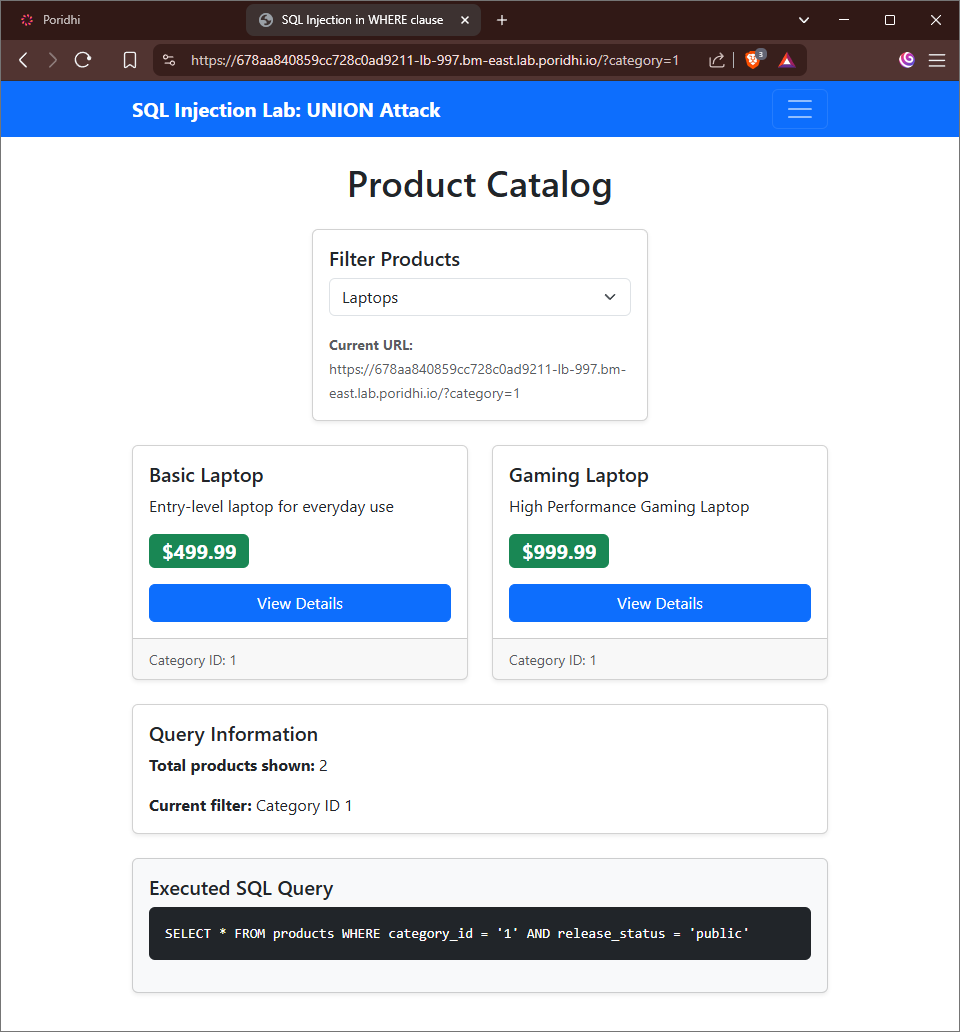 Poridhi
SQL Injection in WHERE clause
https://678aa840859cc728c0ad9211-lb-997.bm-east.lab.poridhi.io/?category=1
3
SQL Injection Lab: UNION Attack
Product Catalog
Filter Products
Laptops
Current URL:
https://678aa840859cc728c0ad9211-lb-997.bm-
east.lab.poridhi.io/?category=1
Basic Laptop
Entry-level laptop for everyday use
$499.99
View Details
Category ID: 1
Gaming Laptop
High Performance Gaming Laptop
$999.99
View Details
Category ID: 1
Query Information
Total products shown: 2
Current filter: Category ID 1
Executed SQL Query
SELECT * FROM products WHERE category_id = '1' AND release_status = 'public'